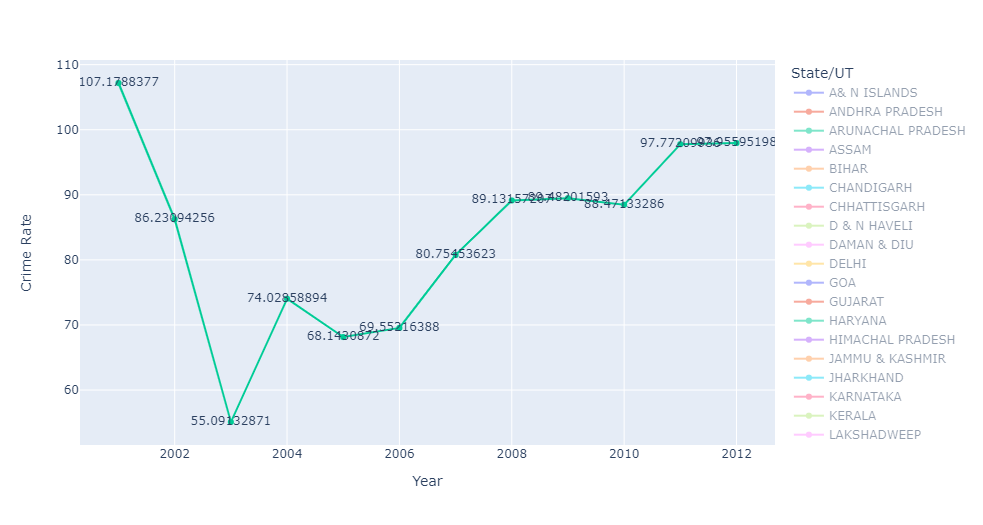 110
100
90
80
70
60
Crime Rate
107.1788377
86.23094256
55.09132871
74.02858894
68.1420872
69.55216388
80.75453623
88.47133286
2002
2004
2006
2008
2010
2012
Year
State/UT
A& N ISLANDS
ANDHRA PRADESH
ARUNACHAL PRADESH
ASSAM
BIHAR
CHANDIGARH
CHHATTISGARH
D & N HAVELI
DAMAN & DIU
DELHI
GOA
GUJARAT
HARYANA
HIMACHAL PRADESH
JAMMU & KASHMIR
JHARKHAND
KARNATAKA
KERALA
LAKSHADWEEP